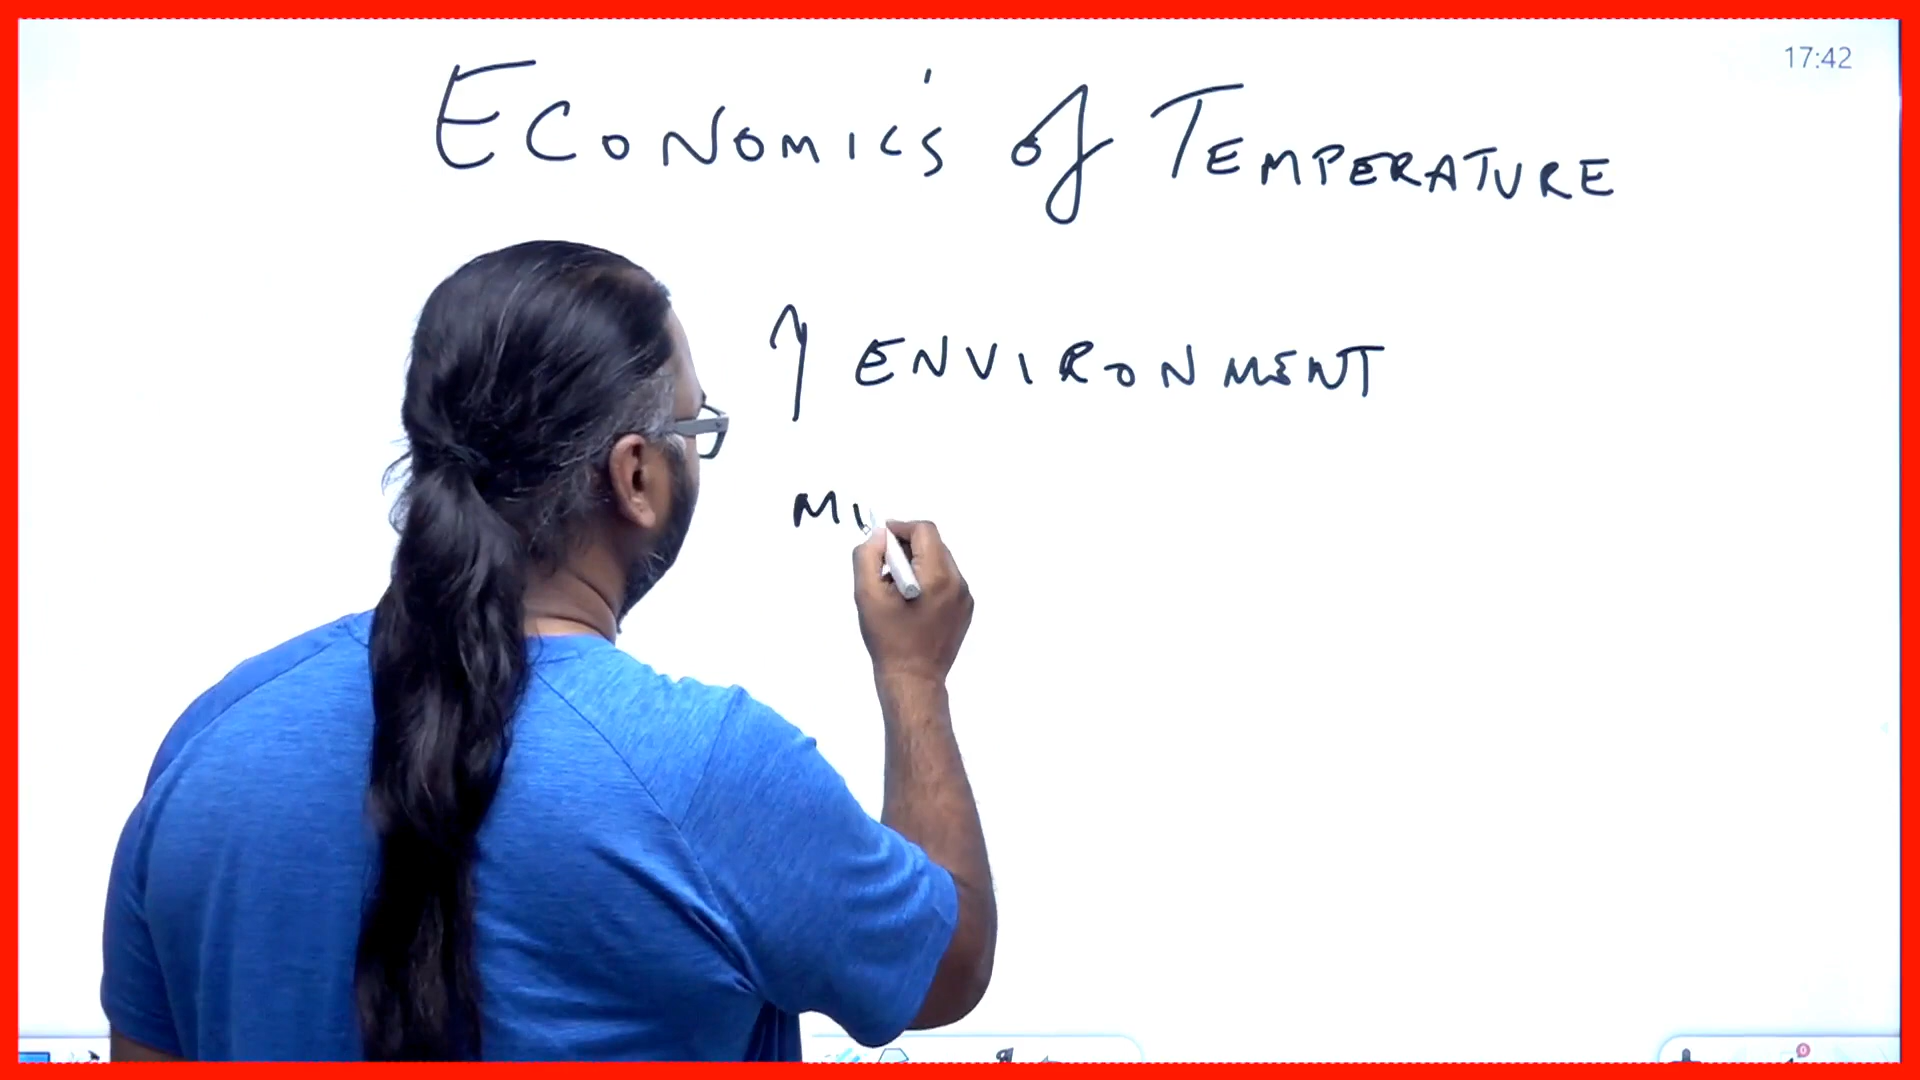 17:42
ECONOMICS of TEMPERATURE
↑ ENVIRONMENT